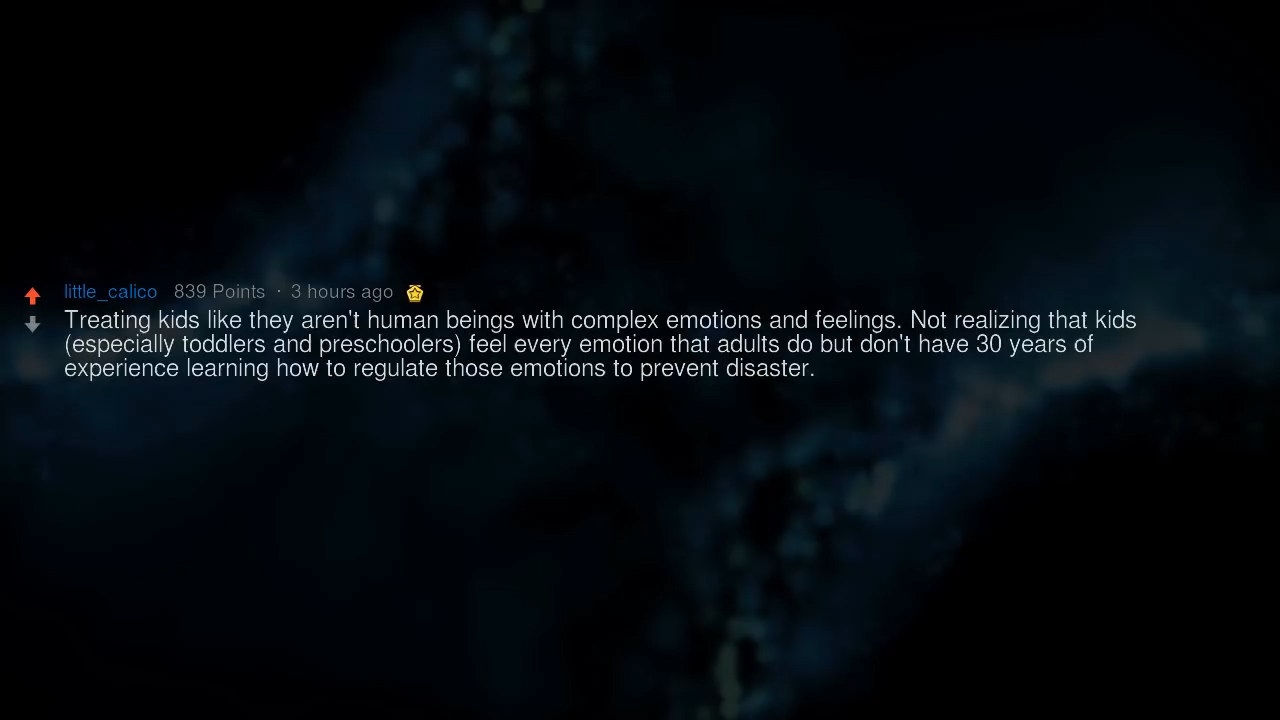 little_calico 839 Points · 3 hours ago
Treating kids like they aren't human beings with complex emotions and feelings. Not realizing that kids
(especially toddlers and preschoolers) feel every emotion that adults do but don't have 30 years of
experience learning how to regulate those emotions to prevent disaster.